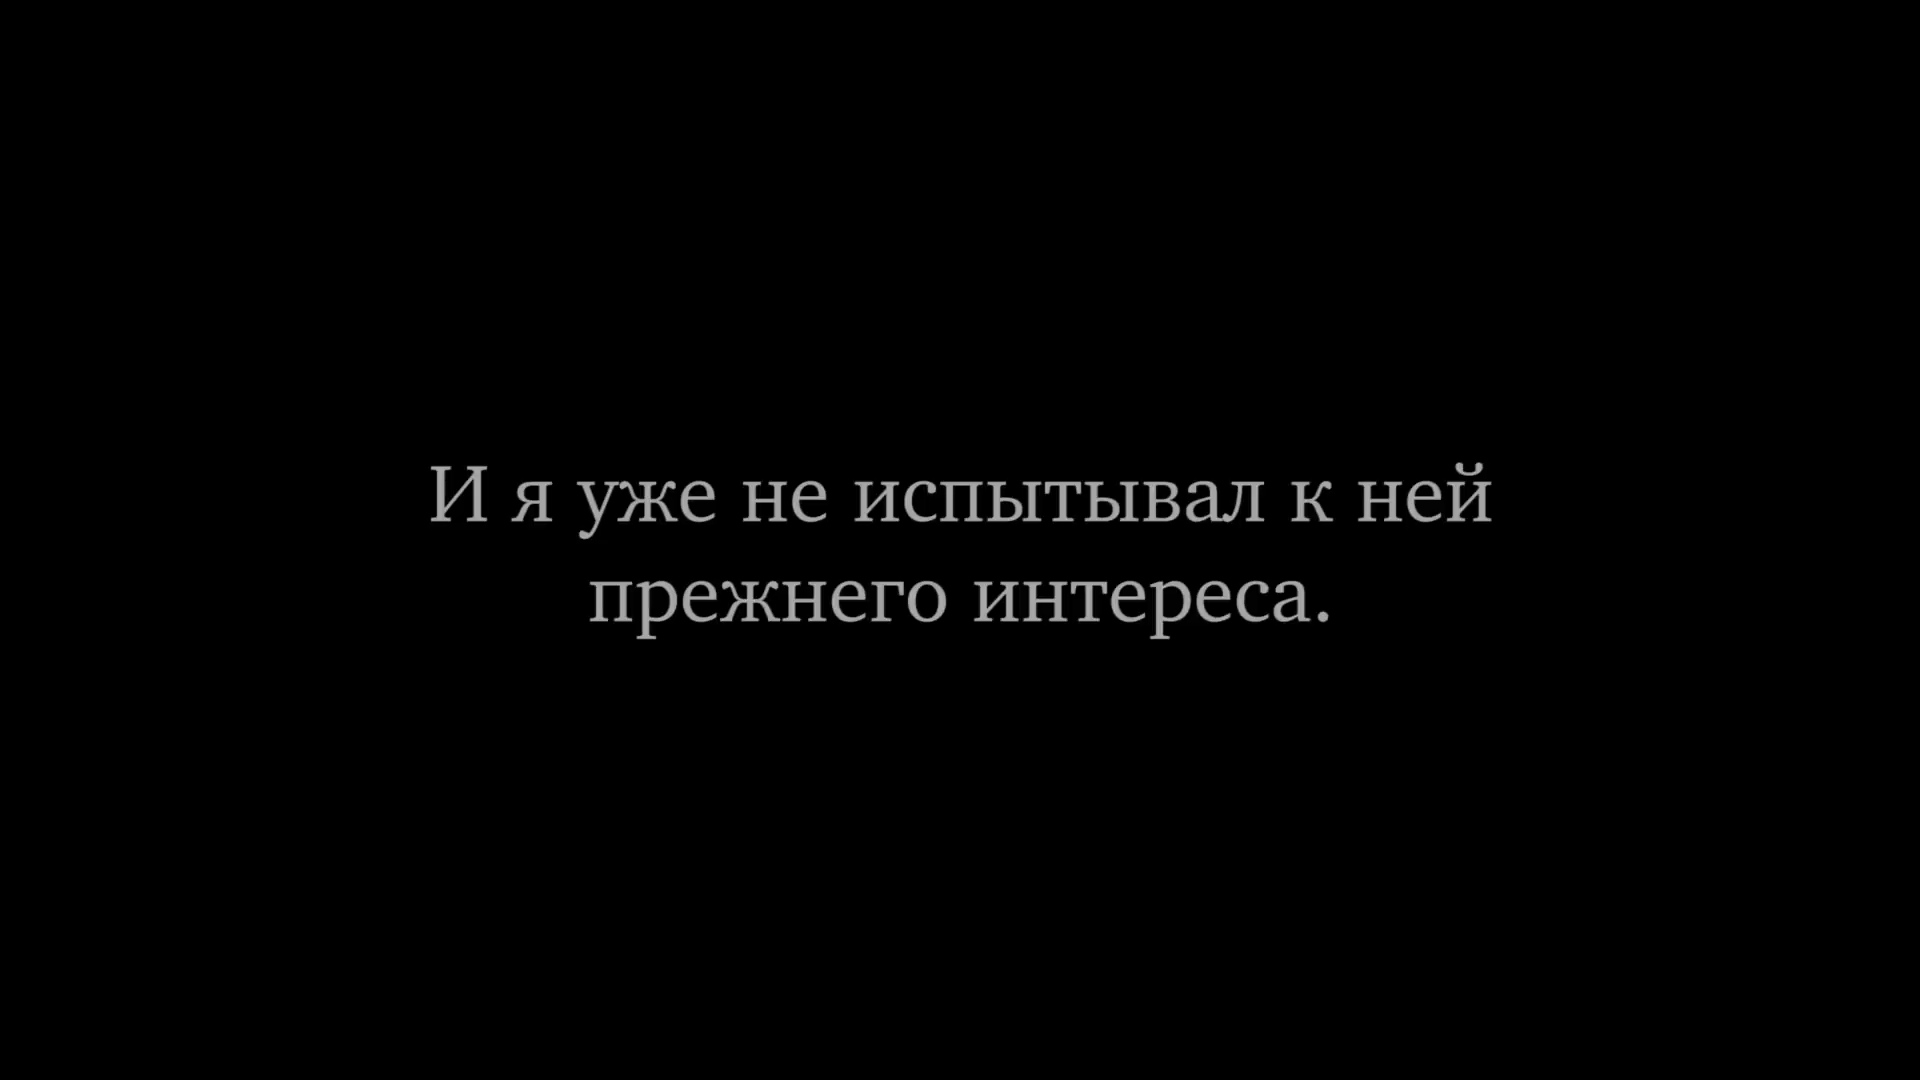 И я уже не испытывал к ней
прежнего интереса.